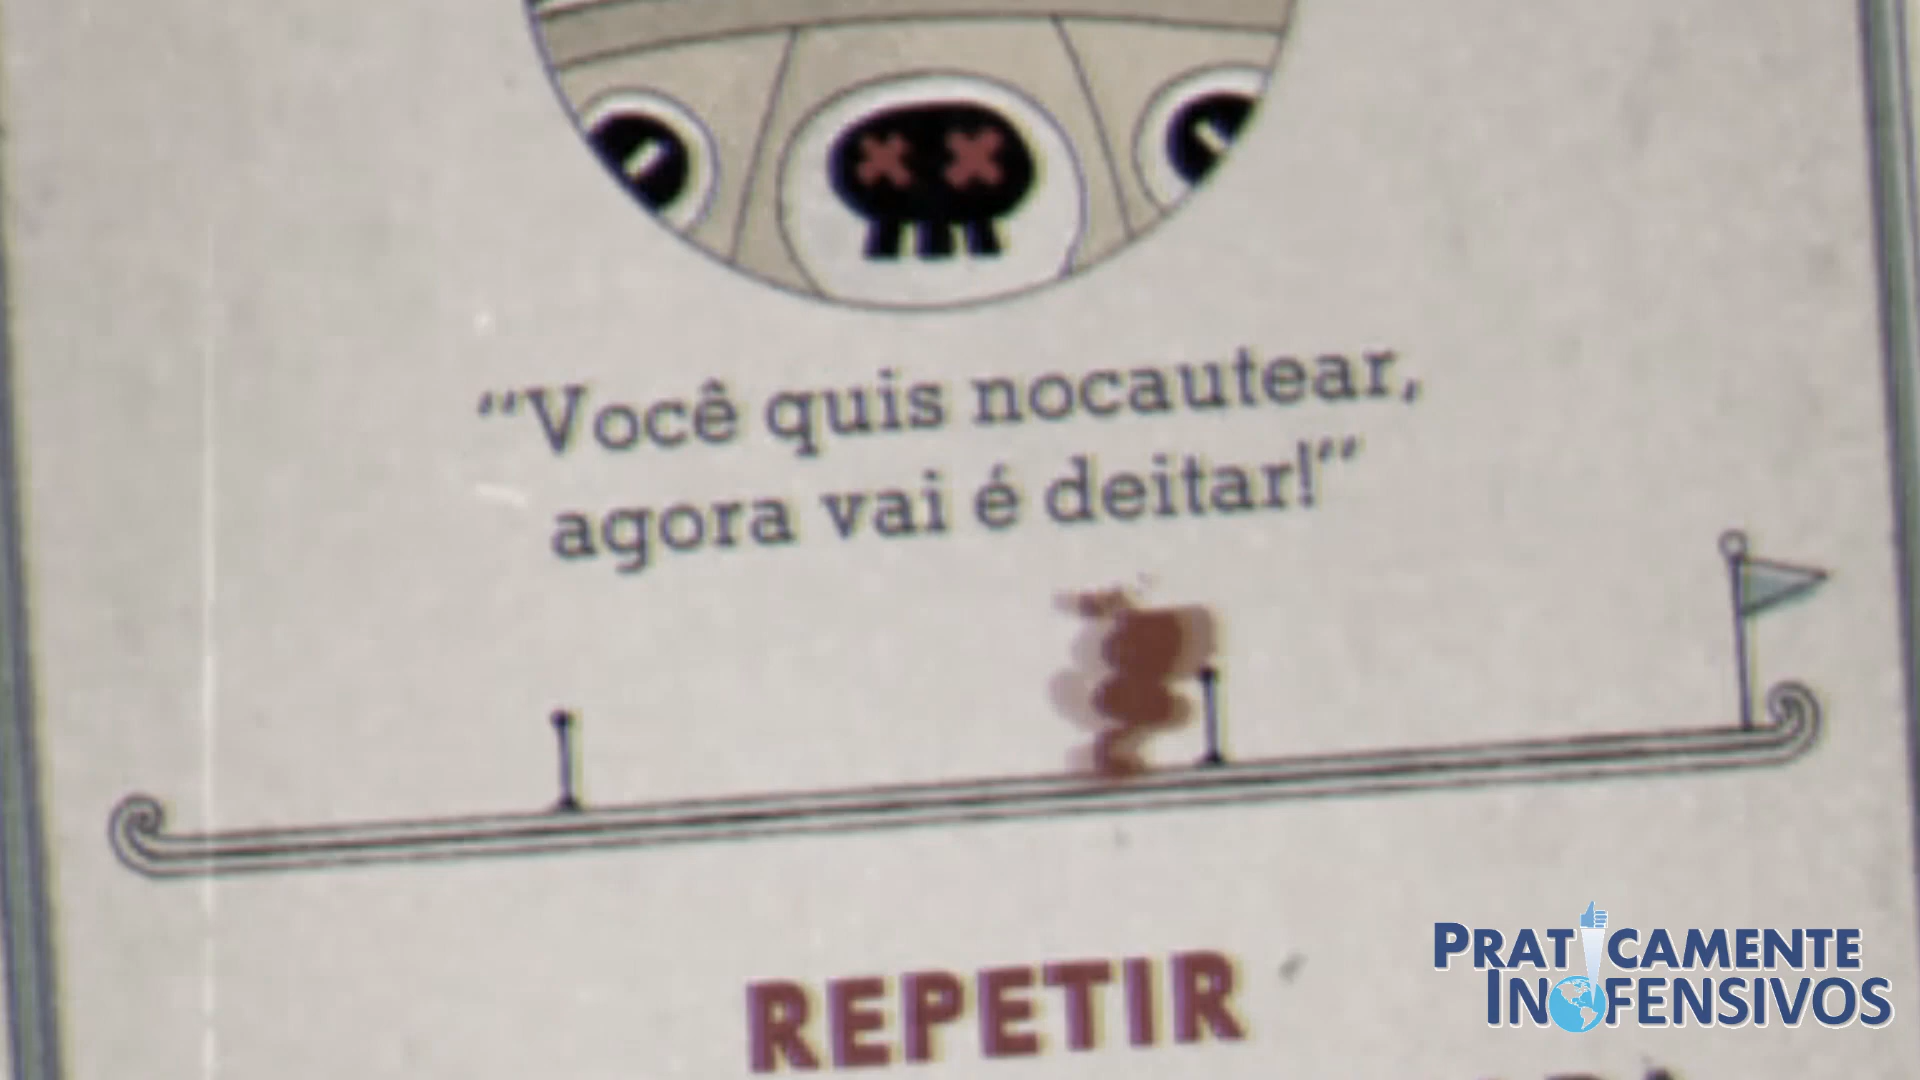 “Você quis nocautear,
agora vai é deitar!”
REPETIR
PRATICAMENTE
INOFENSIVOS